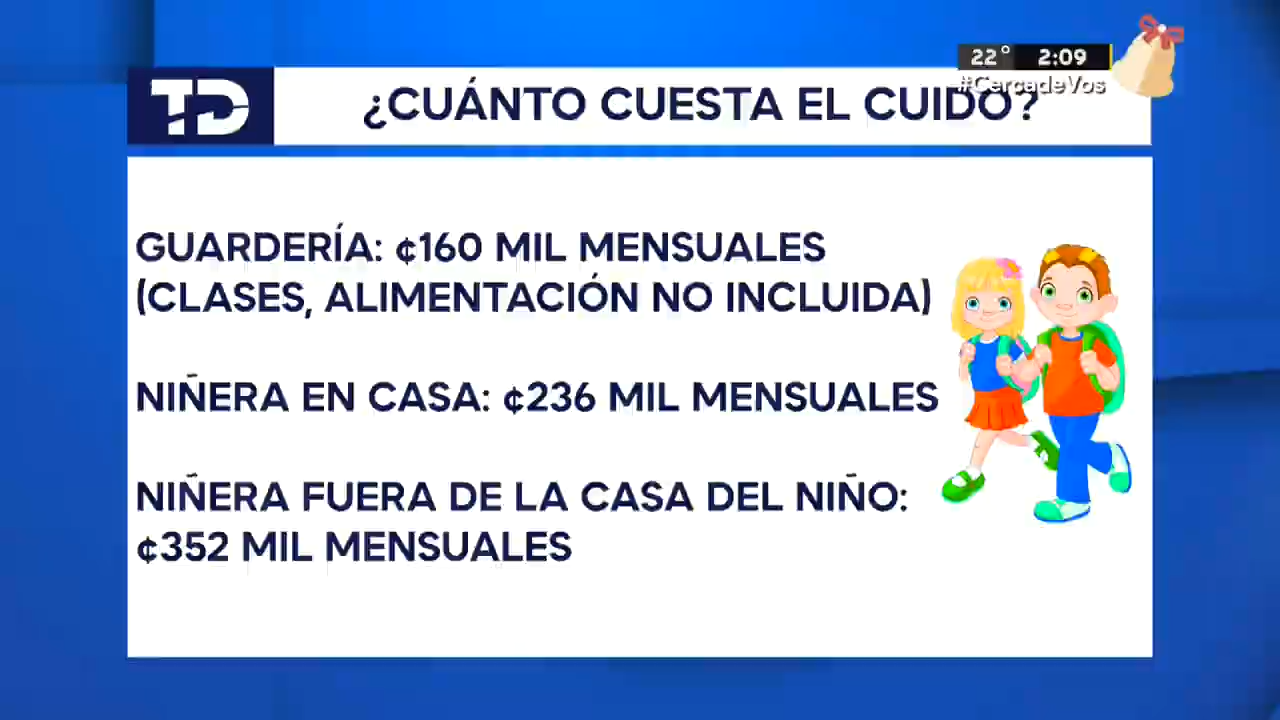 22° 2:09
#CercadeVos
TD ¿CUÁNTO CUESTA EL CUIDO?
GUARDERÍA: ¢160 MIL MENSUALES
(CLASES, ALIMENTACIÓN NO INCLUIDA)
NIÑERA EN CASA: ¢236 MIL MENSUALES
NIÑERA FUERA DE LA CASA DEL NIÑO:
¢352 MIL MENSUALES